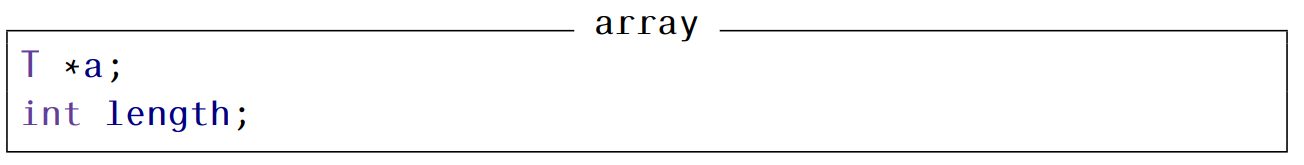 array
T *a;
int length;